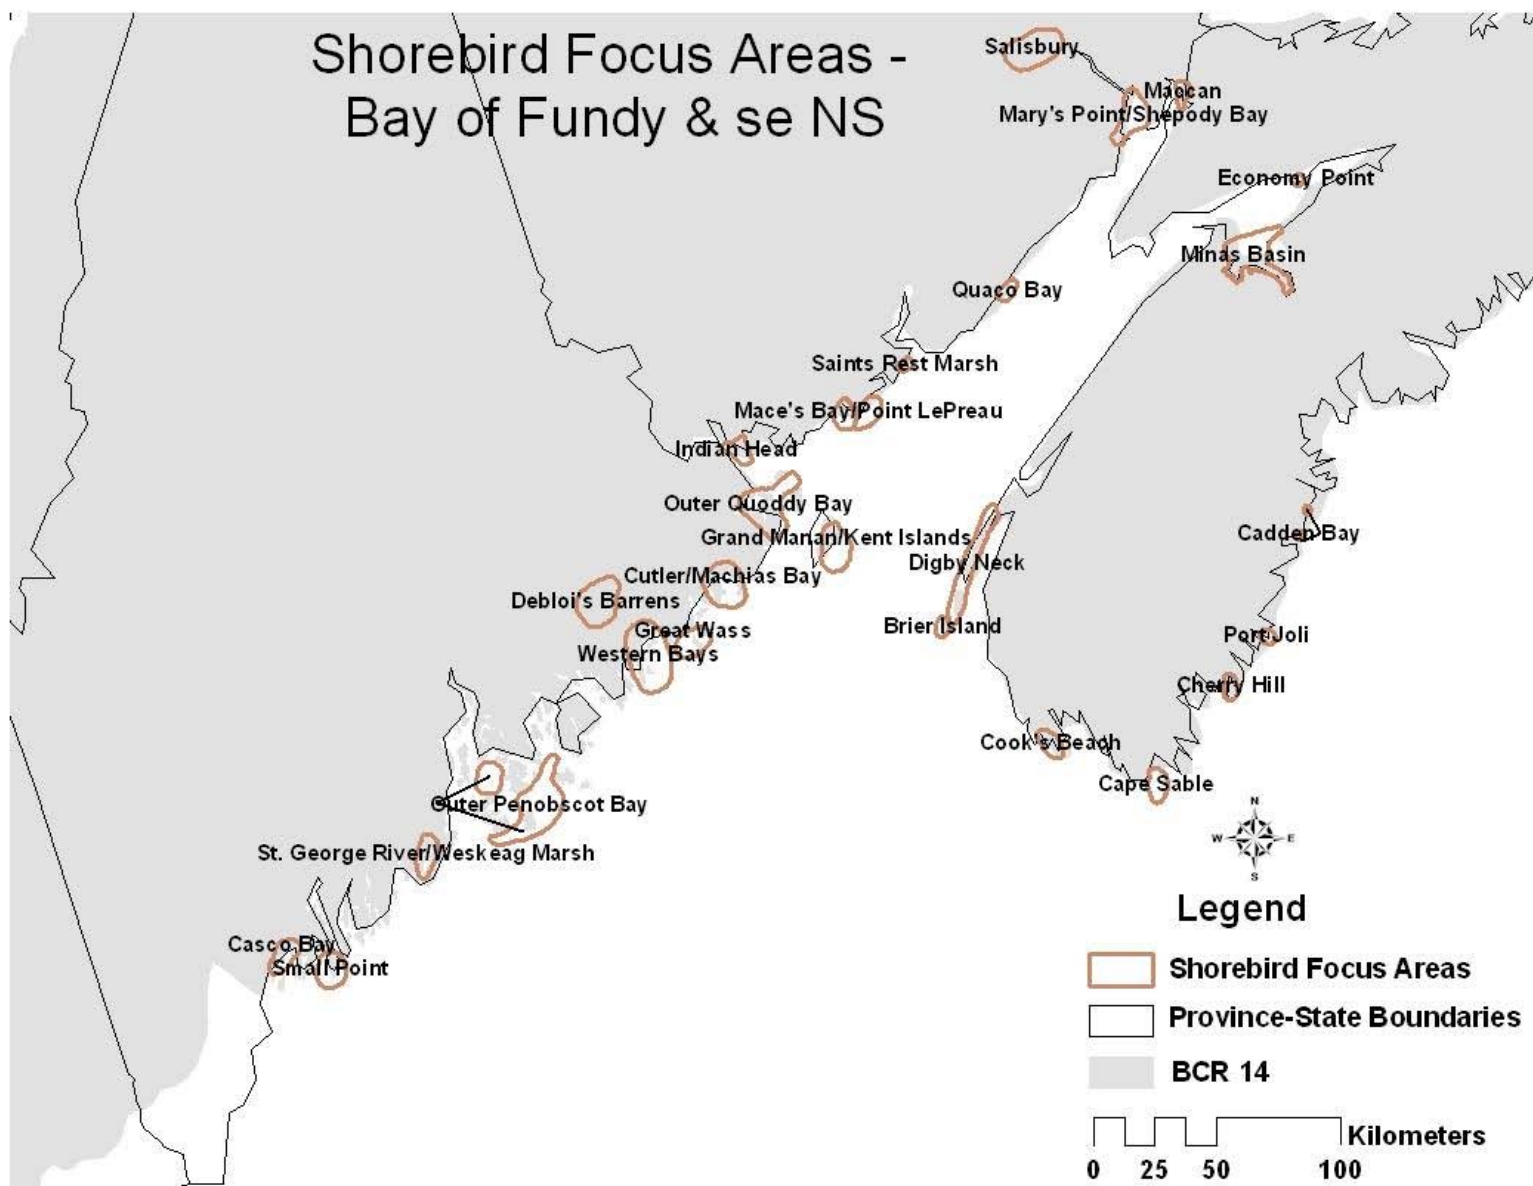 Shorebird Focus Areas -
Bay of Fundy & se NS
Salisbury
Maccan
Mary's Point/Shepody Bay
Economy Point
Minas Basin
Quaco Bay
Saints Rest Marsh
Mace's Bay/Point LePreau
Indian Head
Outer Quoddy Bay
Cadden Bay
Grand Manan/Kent Islands
Digby Neck
Cutler/Machias Bay
Debloi's Barrens
Brier Island
Great Wass
Port Joli
Western Bays
Cherry Hill
Cook's Beach
Cape Sable
Outer Penobscot Bay
N
W E
S
St. George River/Weskeag Marsh
Casco Bay
Small Point
Legend
Shorebird Focus Areas
Province-State Boundaries
BCR 14
Kilometers
0 25 50 100